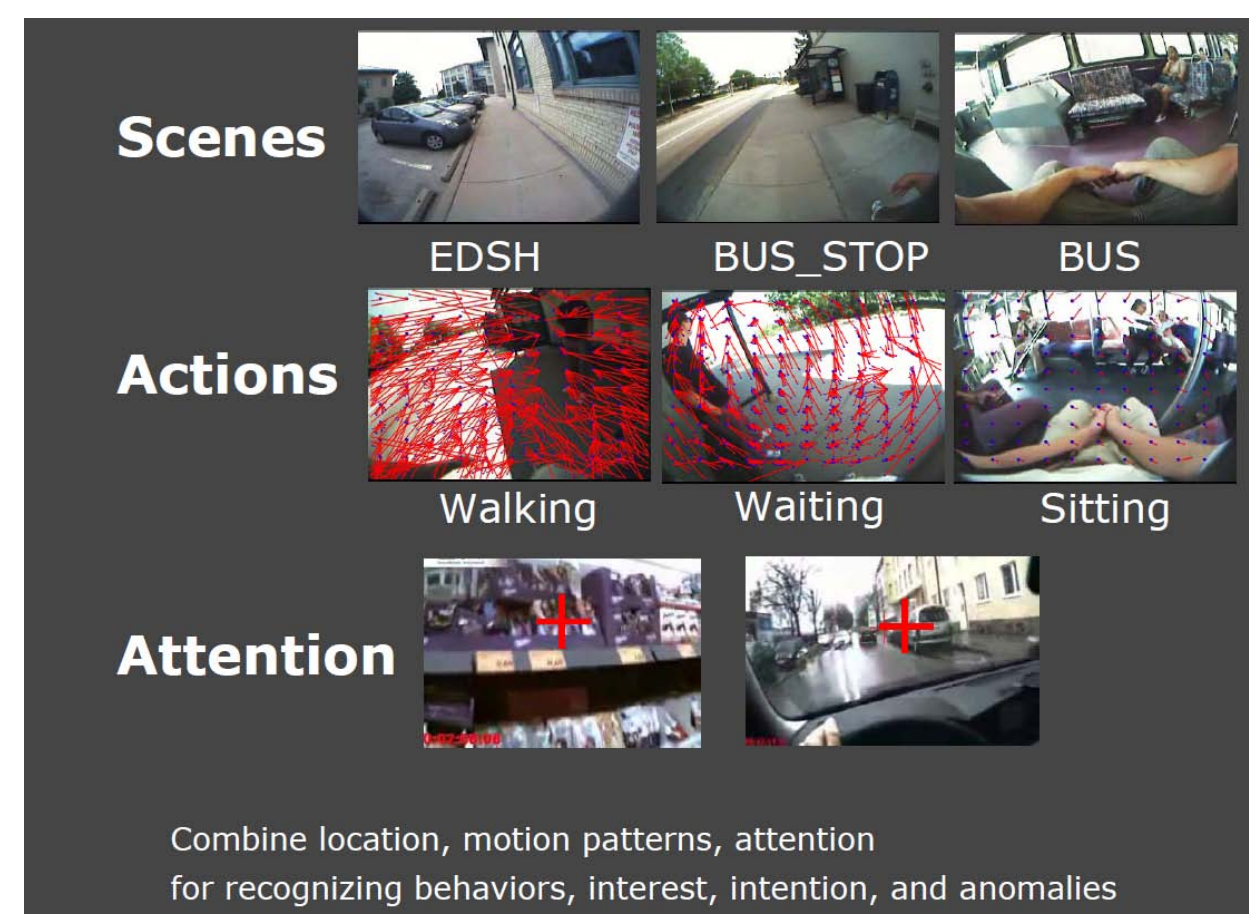 Scenes
EDSH
BUS_STOP
BUS
Actions
Walking
Waiting
Sitting
Attention
Combine location, motion patterns, attention
for recognizing behaviors, interest, intention, and anomalies